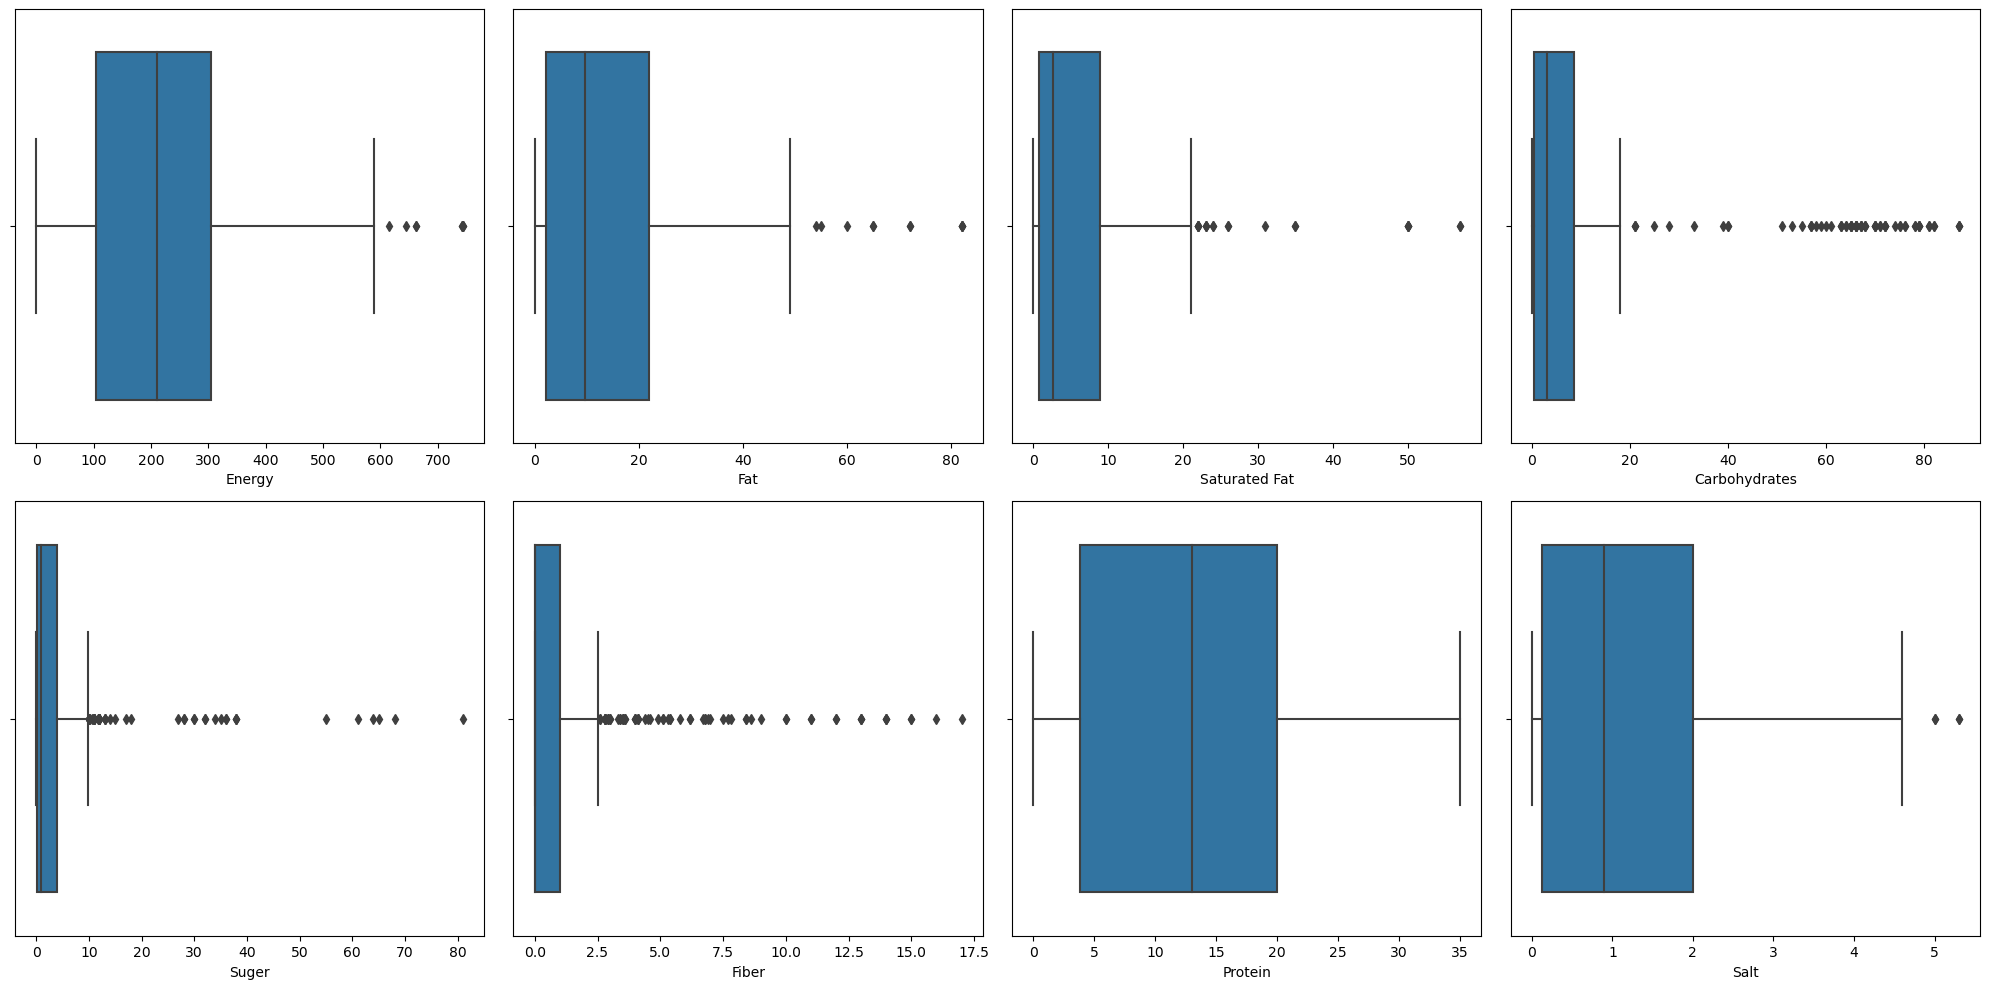 0 100 200 300 400 500 600 700
Energy
0 20 40 60 80
Fat
0 10 20 30 40 50
Saturated Fat
0 20 40 60 80
Carbohydrates
0 10 20 30 40 50 60 70 80
Suger
0.0 2.5 5.0 7.5 10.0 12.5 15.0 17.5
Fiber
0 5 10 15 20 25 30 35
Protein
0 1 2 3 4 5
Salt